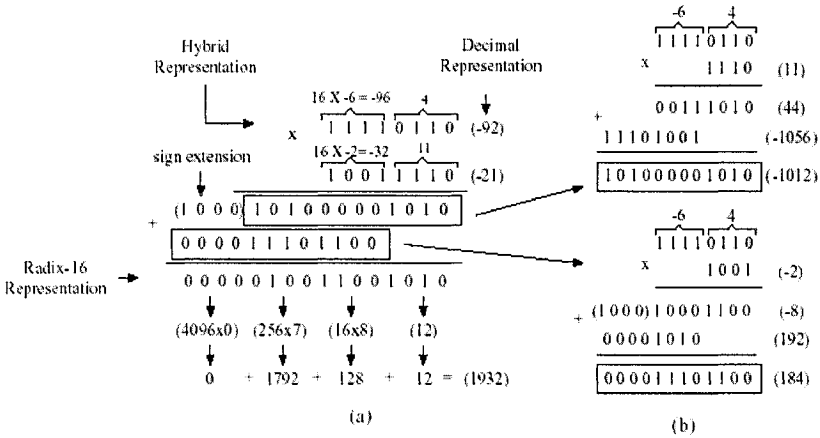 Hybrid
Representation
Decimal
Representation
16 X -6 = -96 4
x 1 1 1 1 0 1 1 0 (-92)
16 X -2 = -32 11
1 0 0 1 1 1 1 0 (-21)
sign extension
(1 0 0 0) 1 0 1 0 0 0 0 0 1 0 1 0
+
0 0 0 0 1 1 1 0 1 1 0 0
Radix-16
Representation
0 0 0 0 0 1 0 0 1 1 0 0 1 0 1 0
(4096x0) (256x7) (16x8) (12)
0 + 1792 + 128 + 12 = (1932)
(a)
-6 4
1 1 1 1 0 1 1 0
x 1 1 1 0 (11)
+ 0 0 1 1 1 0 1 0 (44)
1 1 1 0 1 0 0 1 (-1056)
1 0 1 0 0 0 0 0 1 0 1 0 (-1012)
-6 4
1 1 1 1 0 1 1 0
x 1 0 0 1 (-2)
+ (1 0 0 0) 1 0 0 0 1 1 0 0 (-8)
0 0 0 0 1 0 1 0 (192)
0 0 0 0 1 1 1 0 1 1 0 0 (184)
(b)